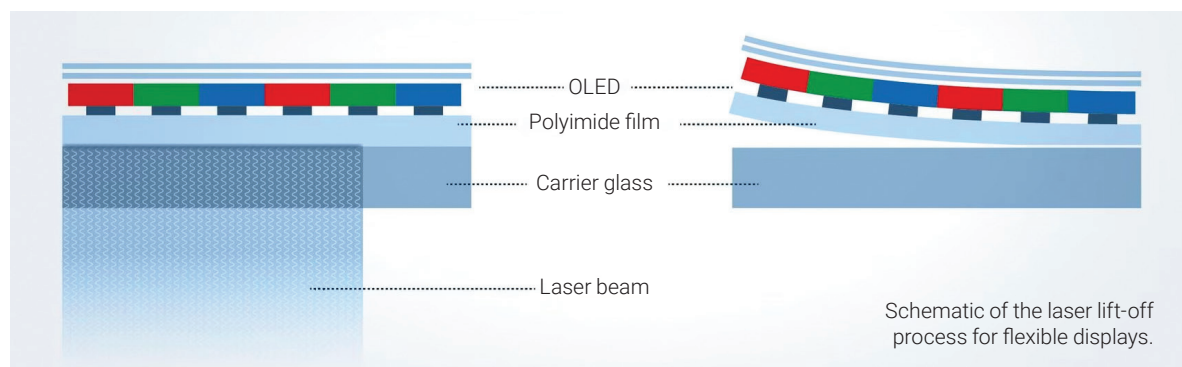 OLED
Polyimide film
Carrier glass
Laser beam
Schematic of the laser lift-off
process for flexible displays.